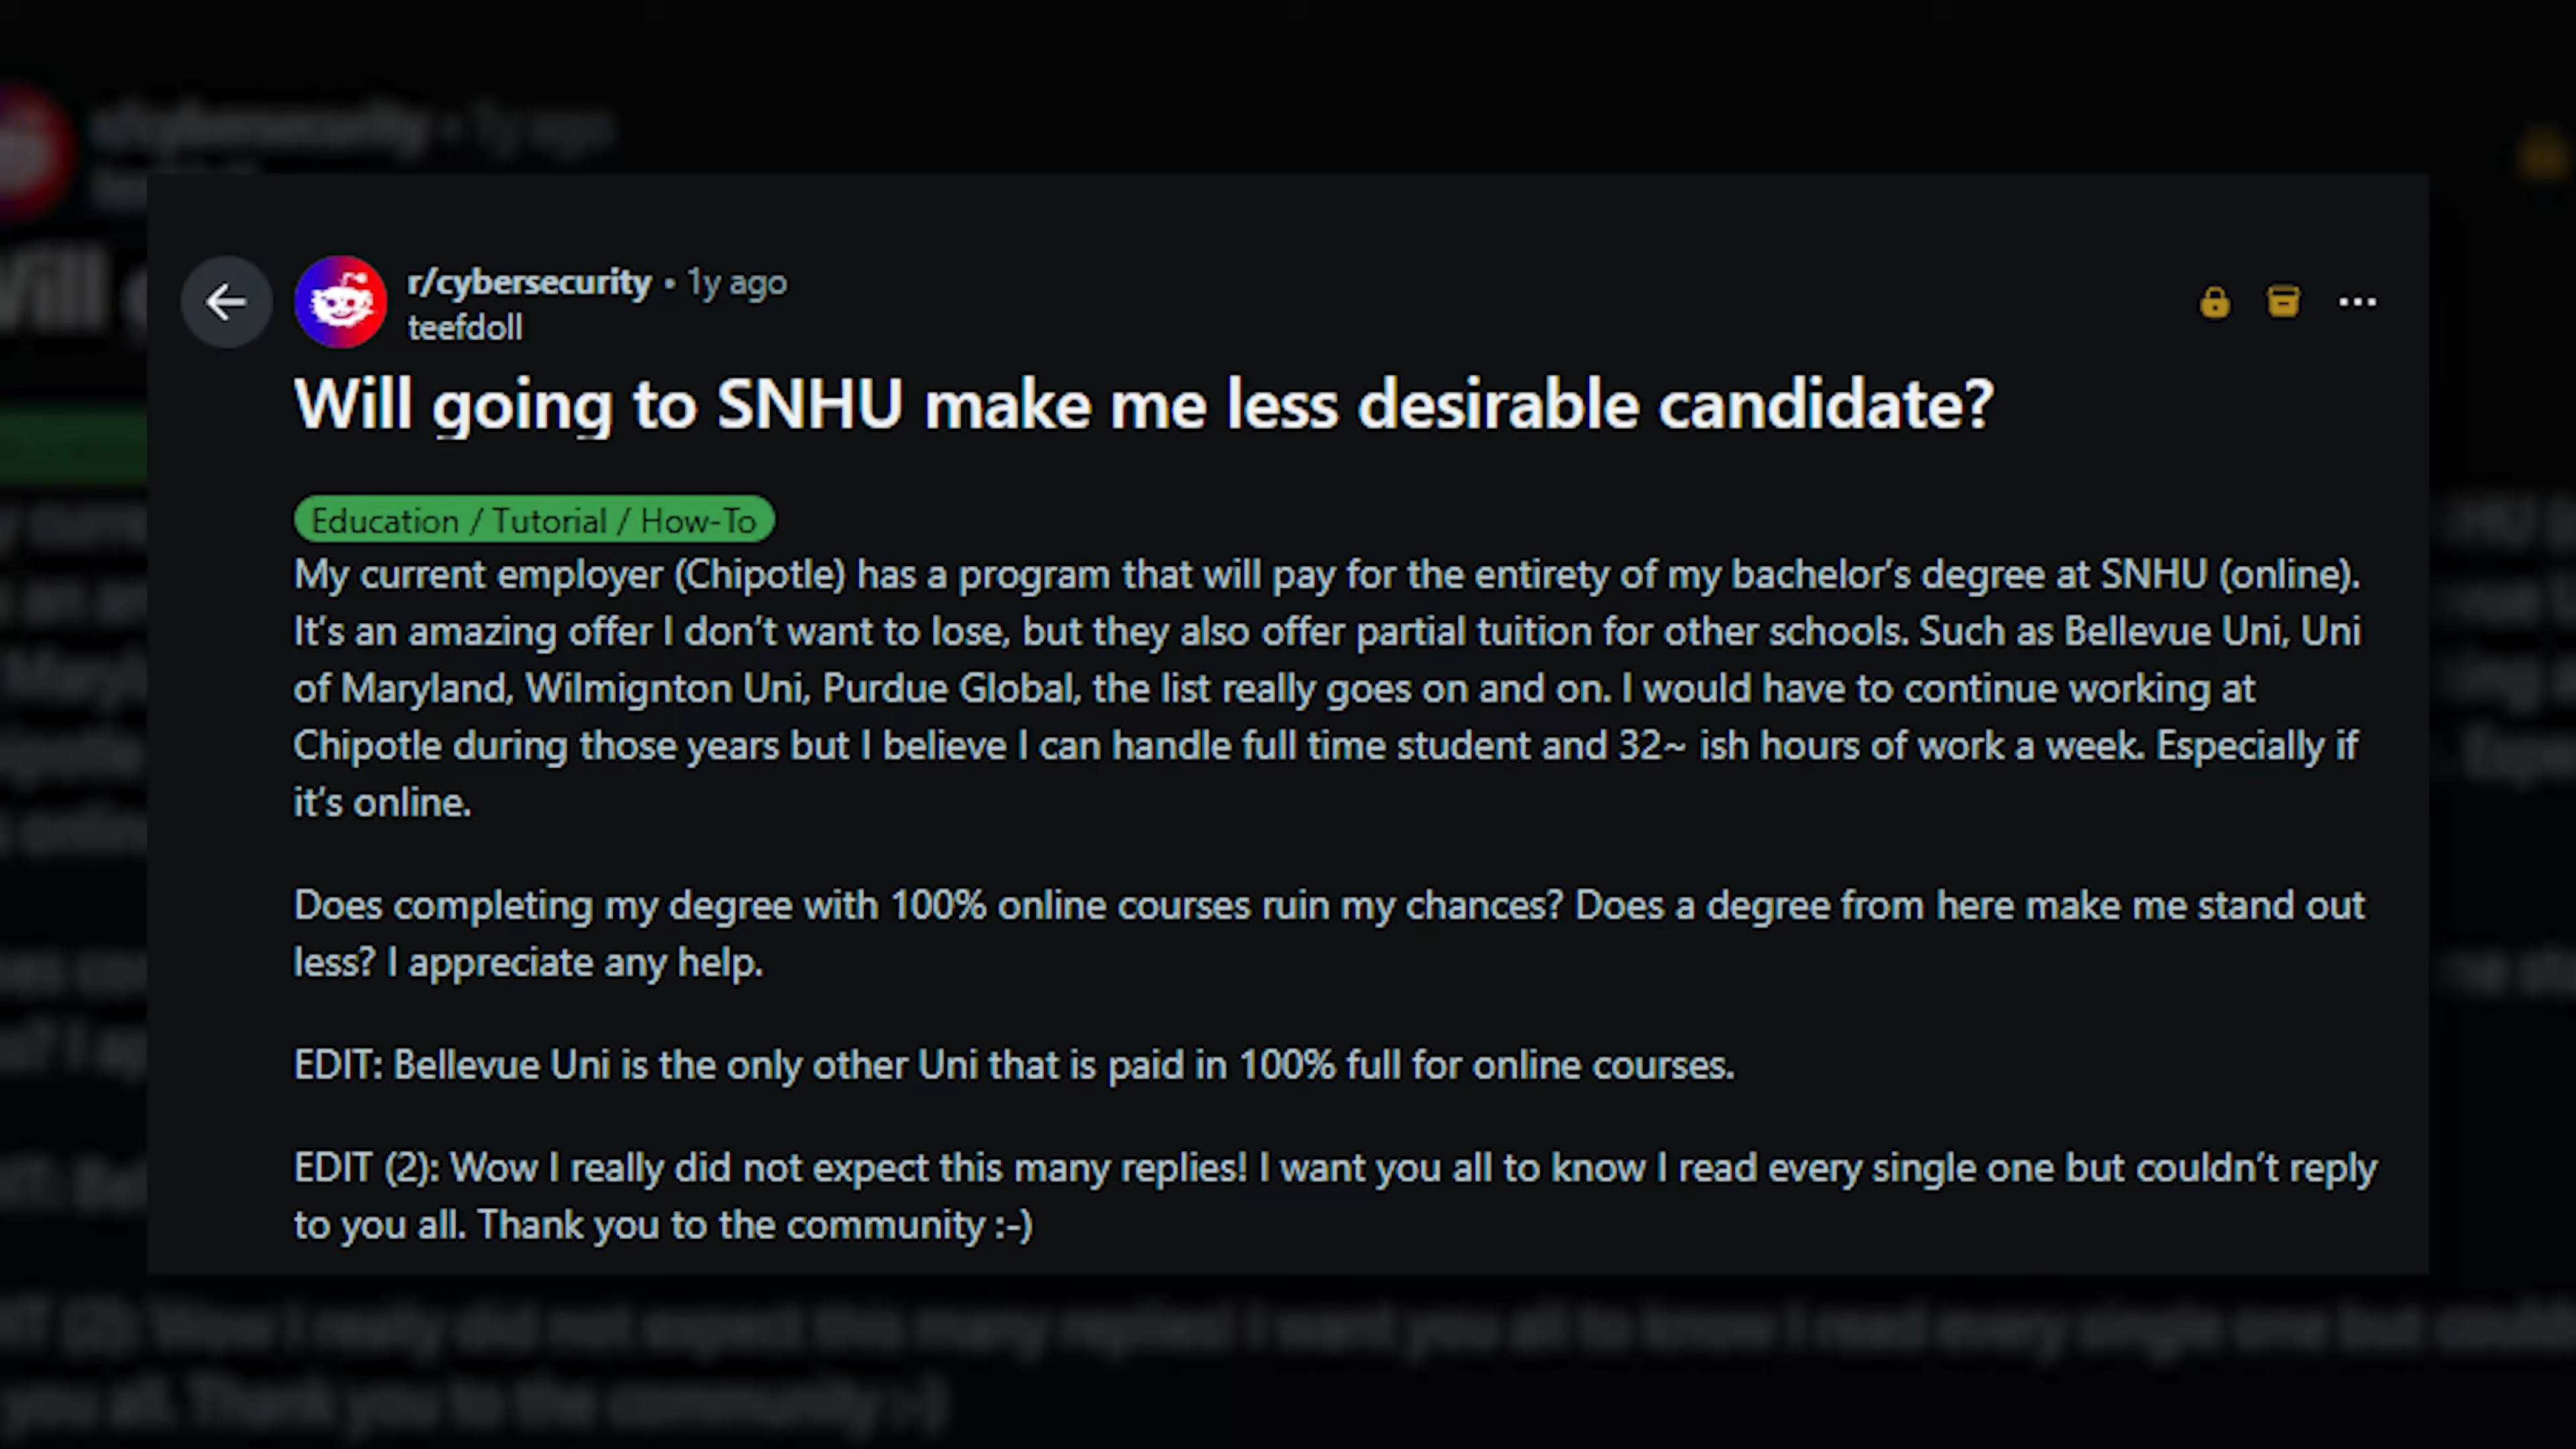 r/cybersecurity • 1y ago
teefdoll
Will going to SNHU make me less desirable candidate?
Education / Tutorial / How-To
My current employer (Chipotle) has a program that will pay for the entirety of my bachelor’s degree at SNHU (online).
It’s an amazing offer I don’t want to lose, but they also offer partial tuition for other schools. Such as Bellevue Uni, Uni
of Maryland, Wilmignton Uni, Purdue Global, the list really goes on and on. I would have to continue working at
Chipotle during those years but I believe I can handle full time student and 32~ ish hours of work a week. Especially if
it’s online.
Does completing my degree with 100% online courses ruin my chances? Does a degree from here make me stand out
less? I appreciate any help.
EDIT: Bellevue Uni is the only other Uni that is paid in 100% full for online courses.
EDIT (2): Wow I really did not expect this many replies! I want you all to know I read every single one but couldn’t reply
to you all. Thank you to the community :-)